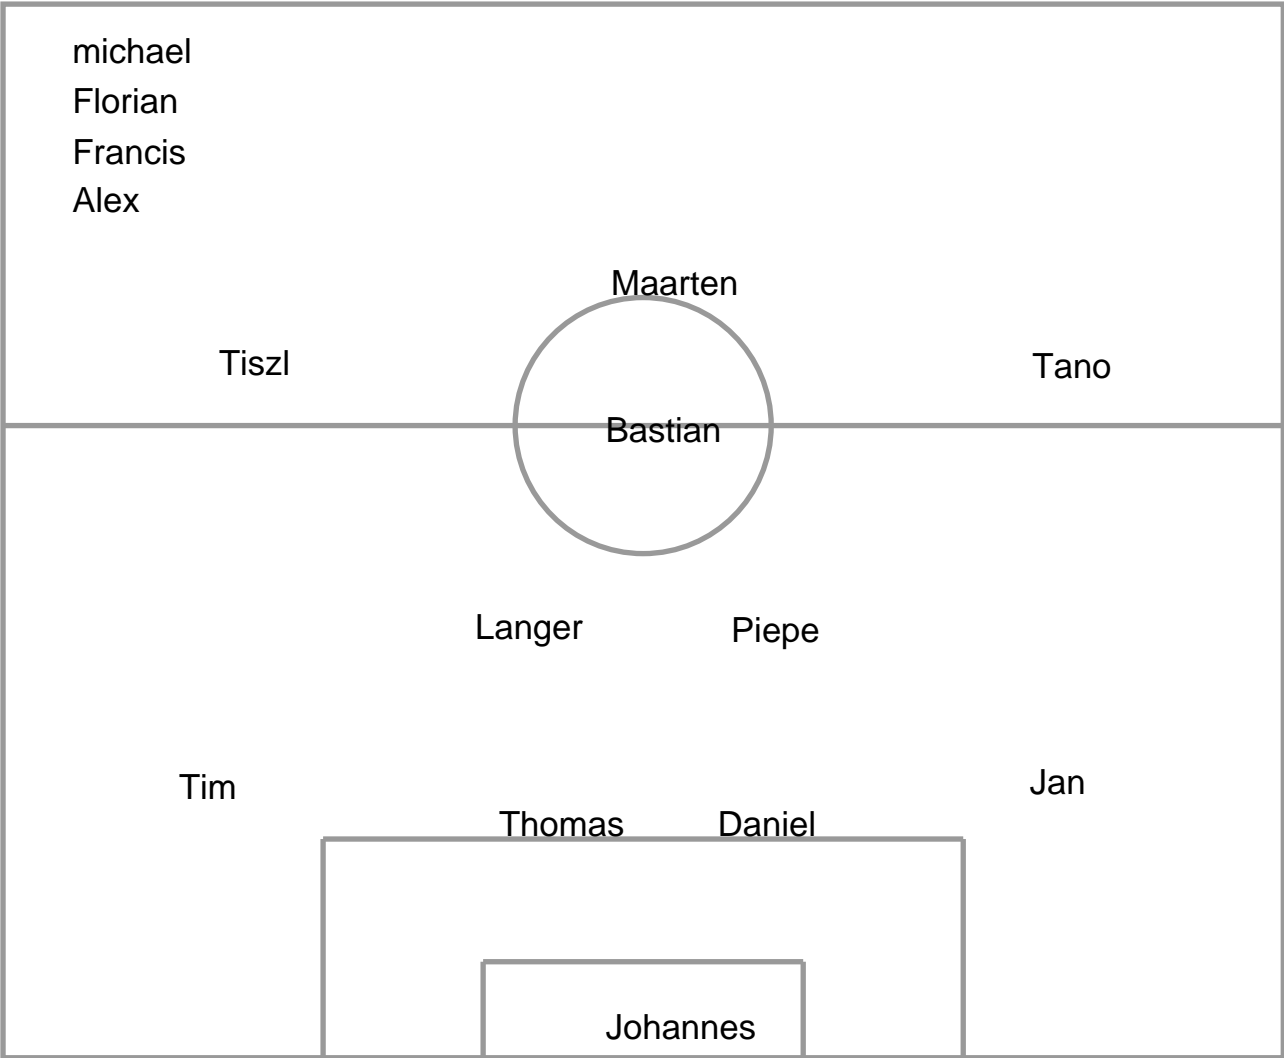 michael
Florian
Francis
Alex
Maarten
Tiszl
Tano
Bastian
Langer
Piepe
Tim
Jan
Thomas
Daniel
Johannes